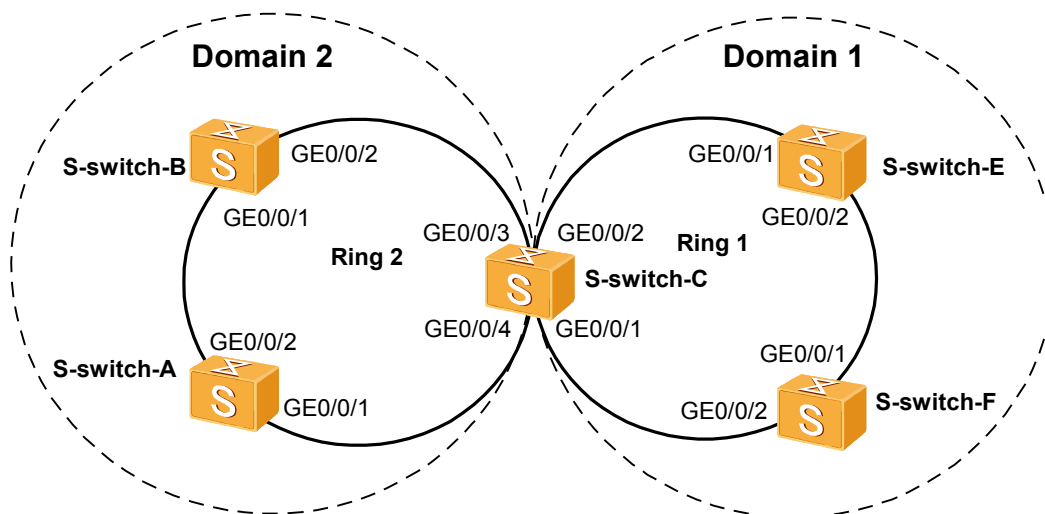 Domain 2
Domain 1
S
S-switch-B
GE0/0/2
GE0/0/1
S
GE0/0/1
S-switch-E
GE0/0/2
Ring 2
GE0/0/3
GE0/0/2
Ring 1
S
S-switch-C
GE0/0/4
GE0/0/1
GE0/0/2
S-switch-A
S
GE0/0/1
GE0/0/1
S-switch-F
GE0/0/2
S